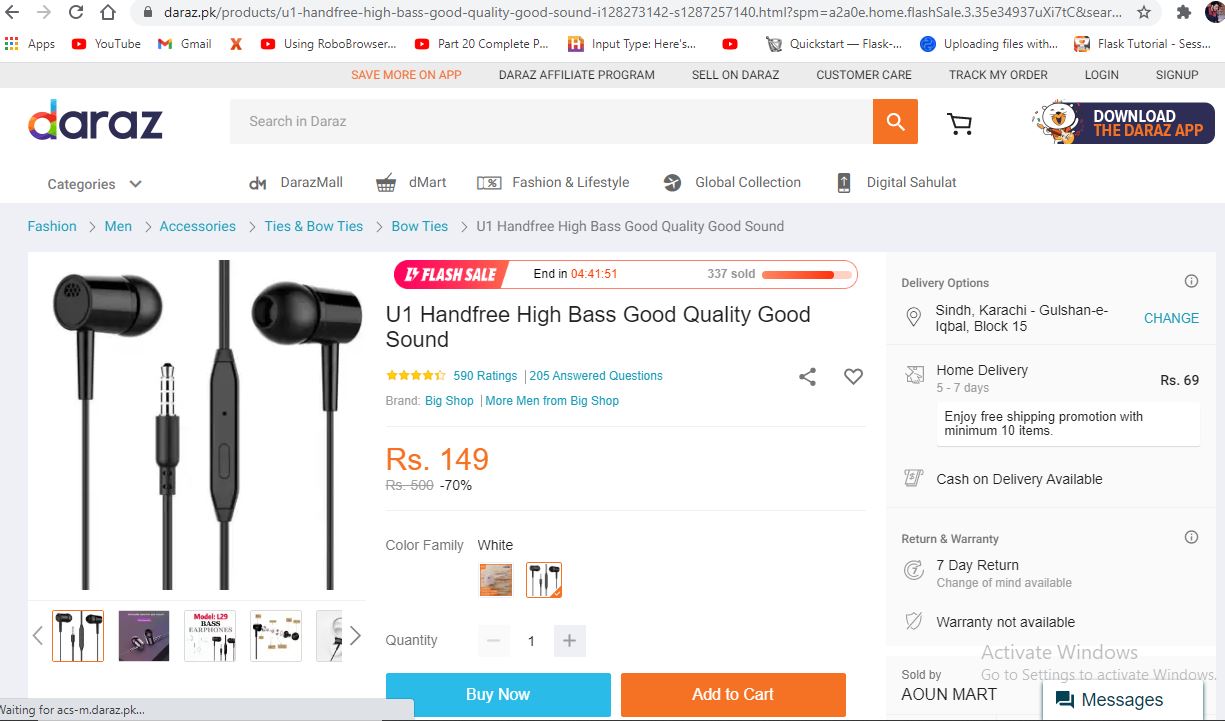 daraz.pk/products/u1-handfree-high-bass-good-quality-good-sound-i128273142-s1287257140.html?spm=a2a0e.home.flashSale.3.35e34937uXi7tC&sear...
Apps YouTube Gmail Using RoboBrowser... Part 20 Complete P... Input Type: Here's... Quickstart — Flask-... Uploading files with... Flask Tutorial - Sess...
SAVE MORE ON APP DARAZ AFFILIATE PROGRAM SELL ON DARAZ CUSTOMER CARE TRACK MY ORDER LOGIN SIGNUP
daraz
Search in Daraz
DOWNLOAD
THE DARAZ APP
Categories DarazMall dMart Fashion & Lifestyle Global Collection Digital Sahulat
Fashion > Men > Accessories > Ties & Bow Ties > Bow Ties > U1 Handfree High Bass Good Quality Good Sound
FLASH SALE End in 04:41:51 337 sold
U1 Handfree High Bass Good Quality Good
Sound
590 Ratings | 205 Answered Questions
Brand: Big Shop | More Men from Big Shop
Rs. 149
Rs. 500 -70%
Color Family White
Quantity 1
Buy Now Add to Cart
Model: L29
BASS
EARPHONES
Delivery Options
Sindh, Karachi - Gulshan-e-
Iqbal, Block 15
CHANGE
Home Delivery
5 - 7 days
Rs. 69
Enjoy free shipping promotion with
minimum 10 items.
Cash on Delivery Available
Return & Warranty
7 Day Return
Change of mind available
Warranty not available
Activate Windows
Go to Settings to activate Windows.
Sold by
AOUN MART
Messages
Waiting for acs-m.daraz.pk...